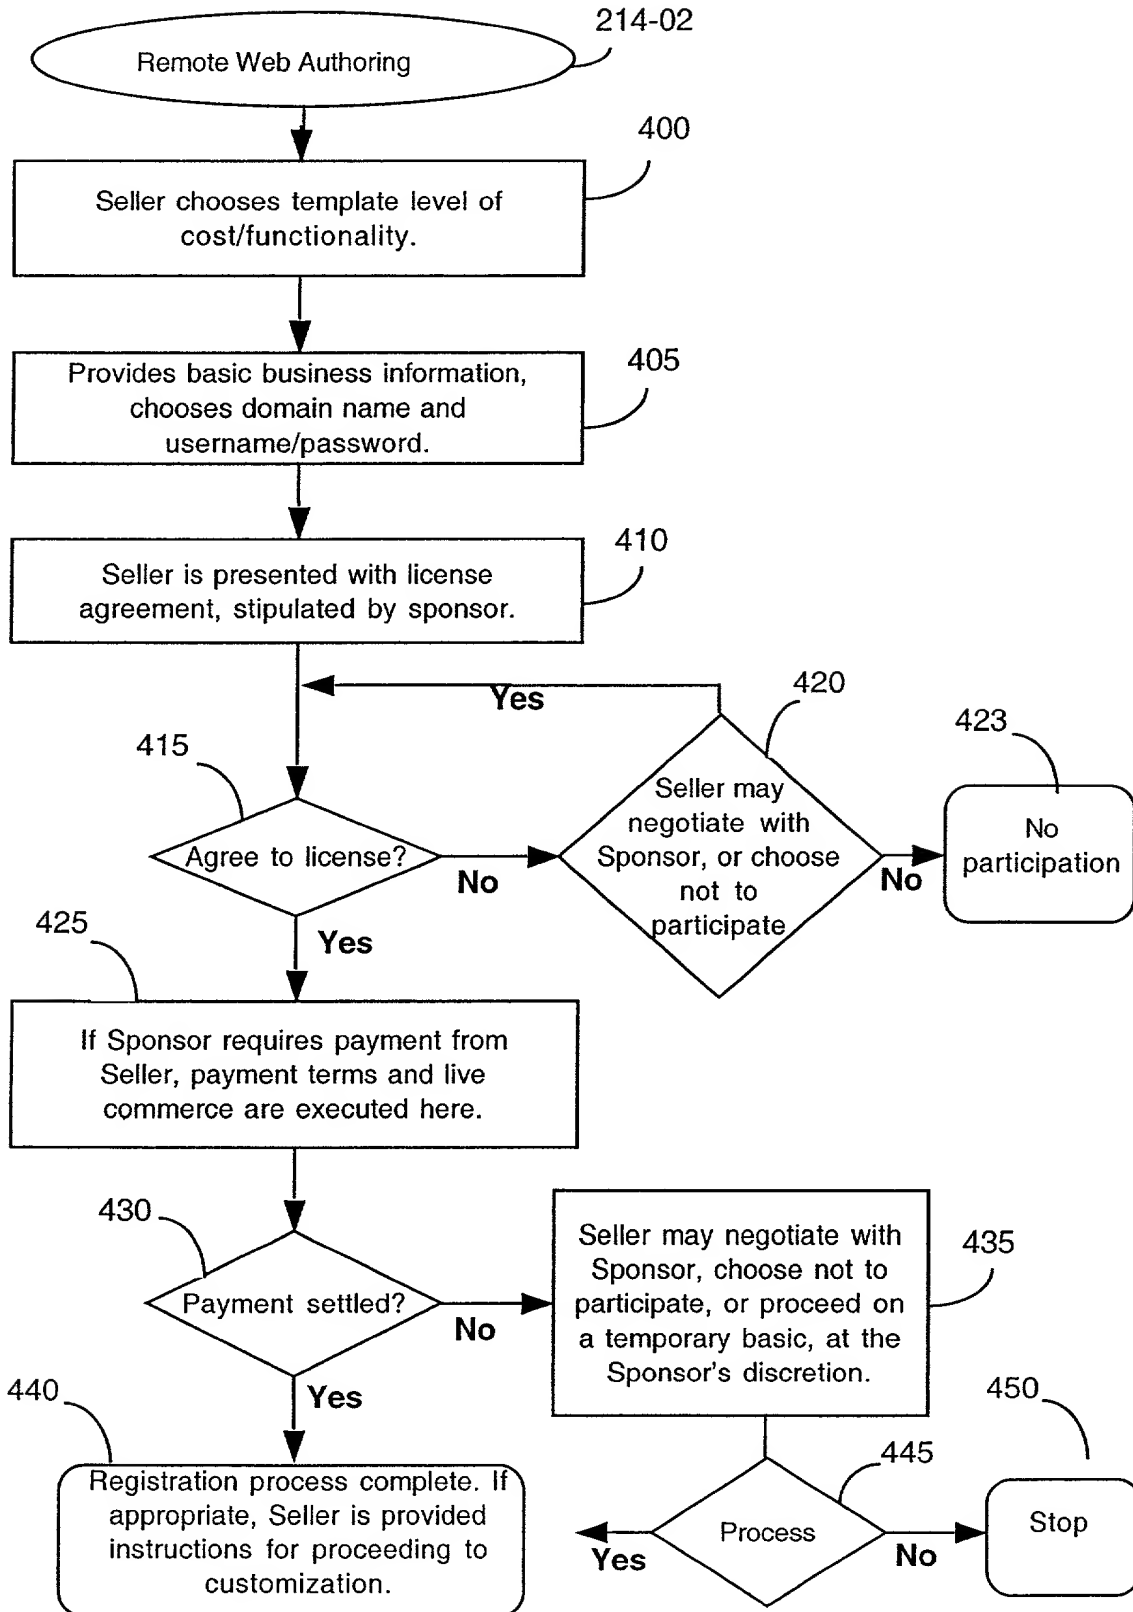 214-02
Remote Web Authoring
400
Seller chooses template level of
cost/functionality.
405
Provides basic business information,
chooses domain name and
username/password.
410
Seller is presented with license
agreement, stipulated by sponsor.
Yes
420
423
415
Agree to license?
No
Seller may
negotiate with
Sponsor, or choose
not to
participate
No
No
participation
Yes
425
If Sponsor requires payment from
Seller, payment terms and live
commerce are executed here.
430
Payment settled?
No
Seller may negotiate with
Sponsor, choose not to
participate, or proceed on
a temporary basic, at the
Sponsor's discretion.
435
Yes
440
Registration process complete. If
appropriate, Seller is provided
instructions for proceeding to
customization.
445
Process
Yes
No
450
Stop